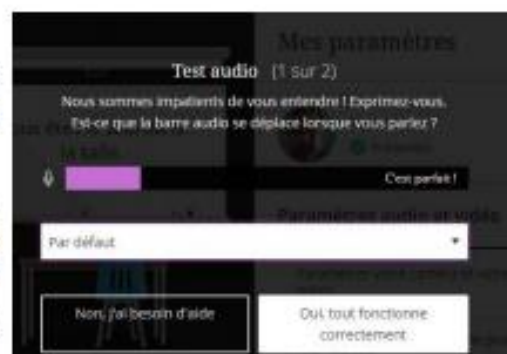 Mes paramètres
Test audio (1 sur 2)
Nous sommes impatients de vous entendre ! Exprimez-vous.
Est-ce que la barre audio se déplace lorsque vous parlez ?
la salle
C'est parfait !
Paramètres audio et vidéo
Par défaut
Non, j'ai besoin d'aide
Oui, tout fonctionne
correctement